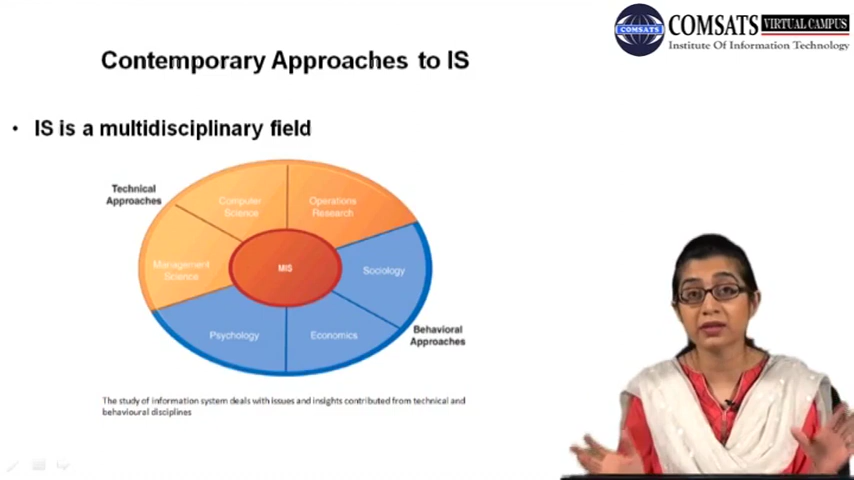 COMSATS VIRTUAL CAMPUS
Institute Of Information Technology
COMSATS
Contemporary Approaches to IS
• IS is a multidisciplinary field
Technical
Approaches
Computer
Science
Operations
Research
Management
Science
MIS
Sociology
Psychology
Economics
Behavioral
Approaches
The study of information system deals with issues and insights contributed from technical and
behavioural disciplines